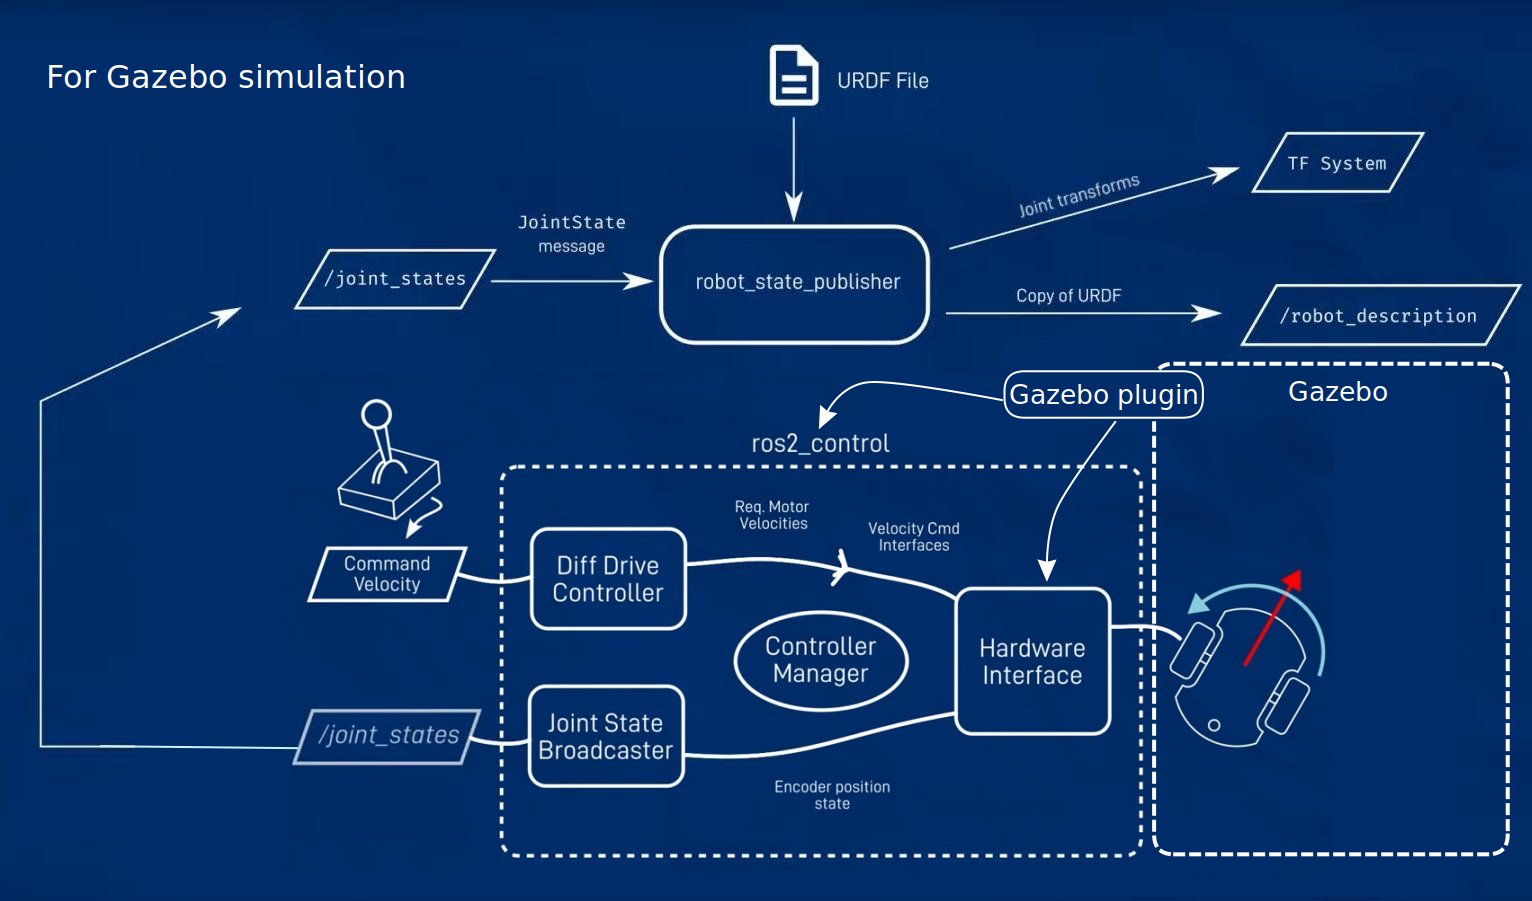 For Gazebo simulation
URDF File
TF System
Joint transforms
JointState
message
/joint_states
robot_state_publisher
Copy of URDF
/robot_description
Gazebo plugin
Gazebo
ros2_control
Req. Motor
Velocities
Velocity Cmd
Interfaces
Command
Velocity
Diff Drive
Controller
Controller
Manager
Hardware
Interface
/joint_states
Joint State
Broadcaster
Encoder position
state